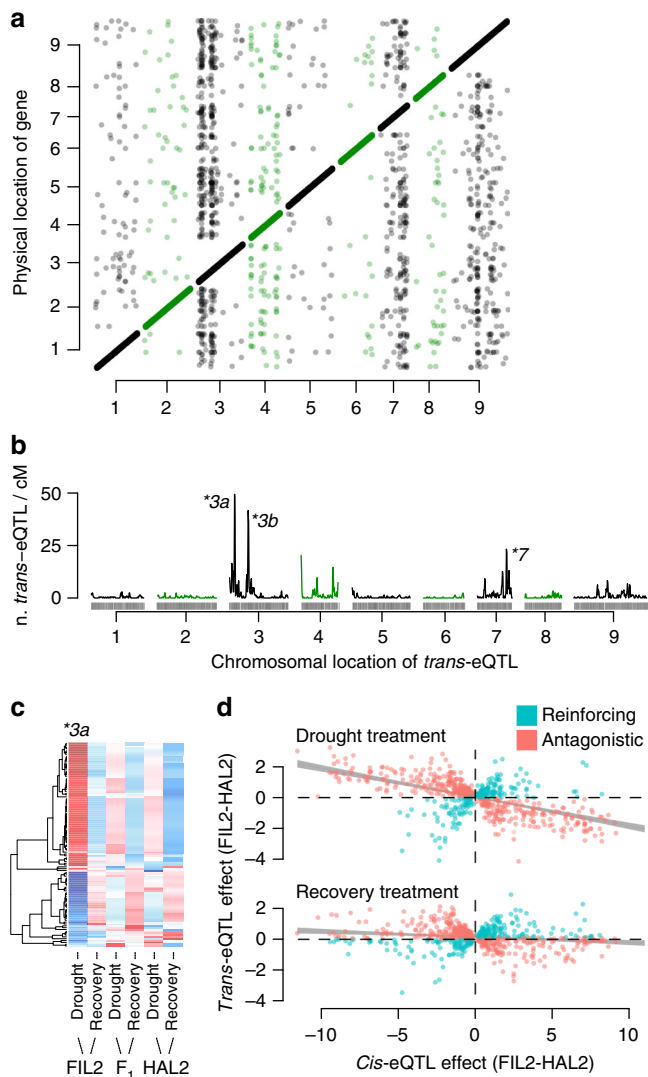 a
Physical location of gene
9
8
7
6
5
4
3
2
1
1 2 3 4 5 6 7 8 9
b
n. trans–eQTL / cM
50
25
0
*3a
*3b
*7
1 2 3 4 5 6 7 8 9
Chromosomal location of trans-eQTL
c
*3a
Drought
Recovery
Drought
Recovery
Drought
Recovery
FIL2 F1 HAL2
d
Reinforcing
Antagonistic
Drought treatment
2
0
−2
−4
Recovery treatment
2
0
−2
−4
Trans-eQTL effect (FIL2-HAL2)
−10 −5 0 5 10
Cis-eQTL effect (FIL2-HAL2)